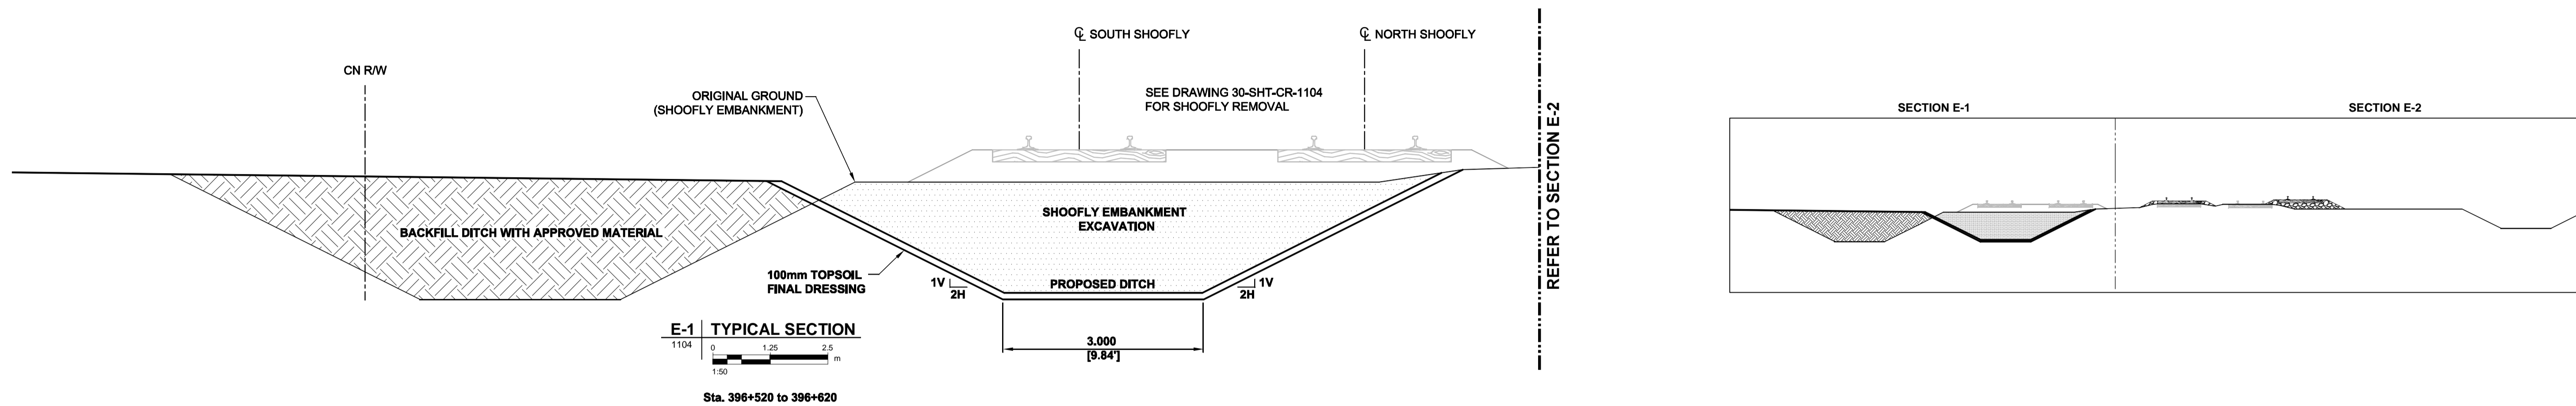 ℄ SOUTH SHOOFLY
℄ NORTH SHOOFLY
CN R/W
ORIGINAL GROUND
(SHOOFLY EMBANKMENT)
SEE DRAWING 30-SHT-CR-1104
FOR SHOOFLY REMOVAL
REFER TO SECTION E-2
SHOOFLY EMBANKMENT
EXCAVATION
BACKFILL DITCH WITH APPROVED MATERIAL
100mm TOPSOIL
FINAL DRESSING
1V
2H
PROPOSED DITCH
1V
2H
3.000
[9.84']
E-1 TYPICAL SECTION
1104
0 1.25 2.5
m
1:50
Sta. 396+520 to 396+620
SECTION E-1
SECTION E-2